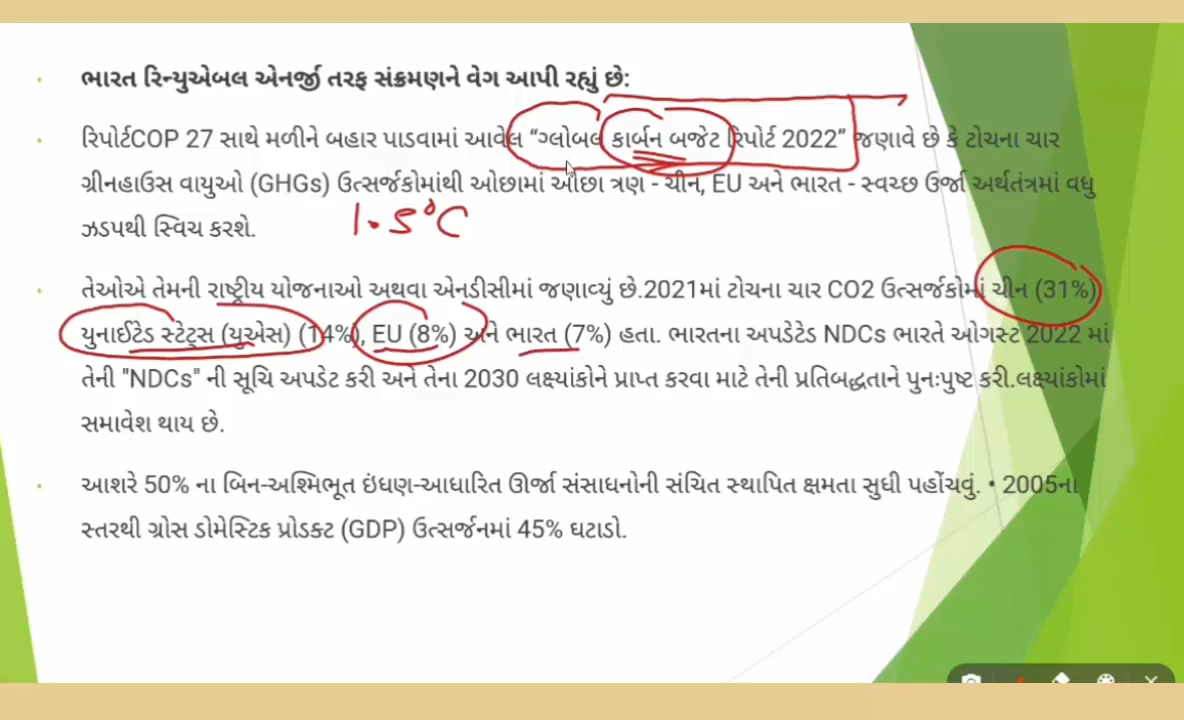 ભારત રિન્યુએબલ એનર્જી તરફ સંક્રમણને વેગ આપી રહ્યું છે:
રિપોર્ટCOP 27 સાથે મળીને બહાર પાડવામાં આવેલ “ગ્લોબલ કાર્બન બજેટ રિપોર્ટ 2022” જણાવે છે કે ટોચના ચાર
ગ્રીનહાઉસ વાયુઓ (GHGs) ઉત્સર્જકોમાંથી ઓછામાં ઓછા ત્રણ - ચીન, EU અને ભારત - સ્વચ્છ ઉર્જા અર્થતંત્રમાં વધુ
ઝડપથી સ્વિચ કરશે.
1.5°C
તેઓએ તેમની રાષ્ટ્રીય યોજનાઓ અથવા એનડીસીમાં જણાવ્યું છે.2021માં ટોચના ચાર CO2 ઉત્સર્જકોમાં ચીન (31%)
યુનાઈટેડ સ્ટેટ્સ (યુએસ) (14%), EU (8%) અને ભારત (7%) હતા. ભારતના અપડેટેડ NDCs ભારતે ઓગસ્ટ 2022 માં
તેની "NDCs" ની સૂચિ અપડેટ કરી અને તેના 2030 લક્ષ્યાંકોને પ્રાપ્ત કરવા માટે તેની પ્રતિબદ્ધતાને પુનઃપુષ્ટ કરી.લક્ષ્યાંકોમાં
સમાવેશ થાય છે.
આશરે 50% ના બિન-અશ્મિભૂત ઇંધણ-આધારિત ઊર્જા સંસાધનોની સંચિત સ્થાપિત ક્ષમતા સુધી પહોંચવું. • 2005ના
સ્તરથી ગ્રોસ ડોમેસ્ટિક પ્રોડક્ટ (GDP) ઉત્સર્જનમાં 45% ઘટાડો.